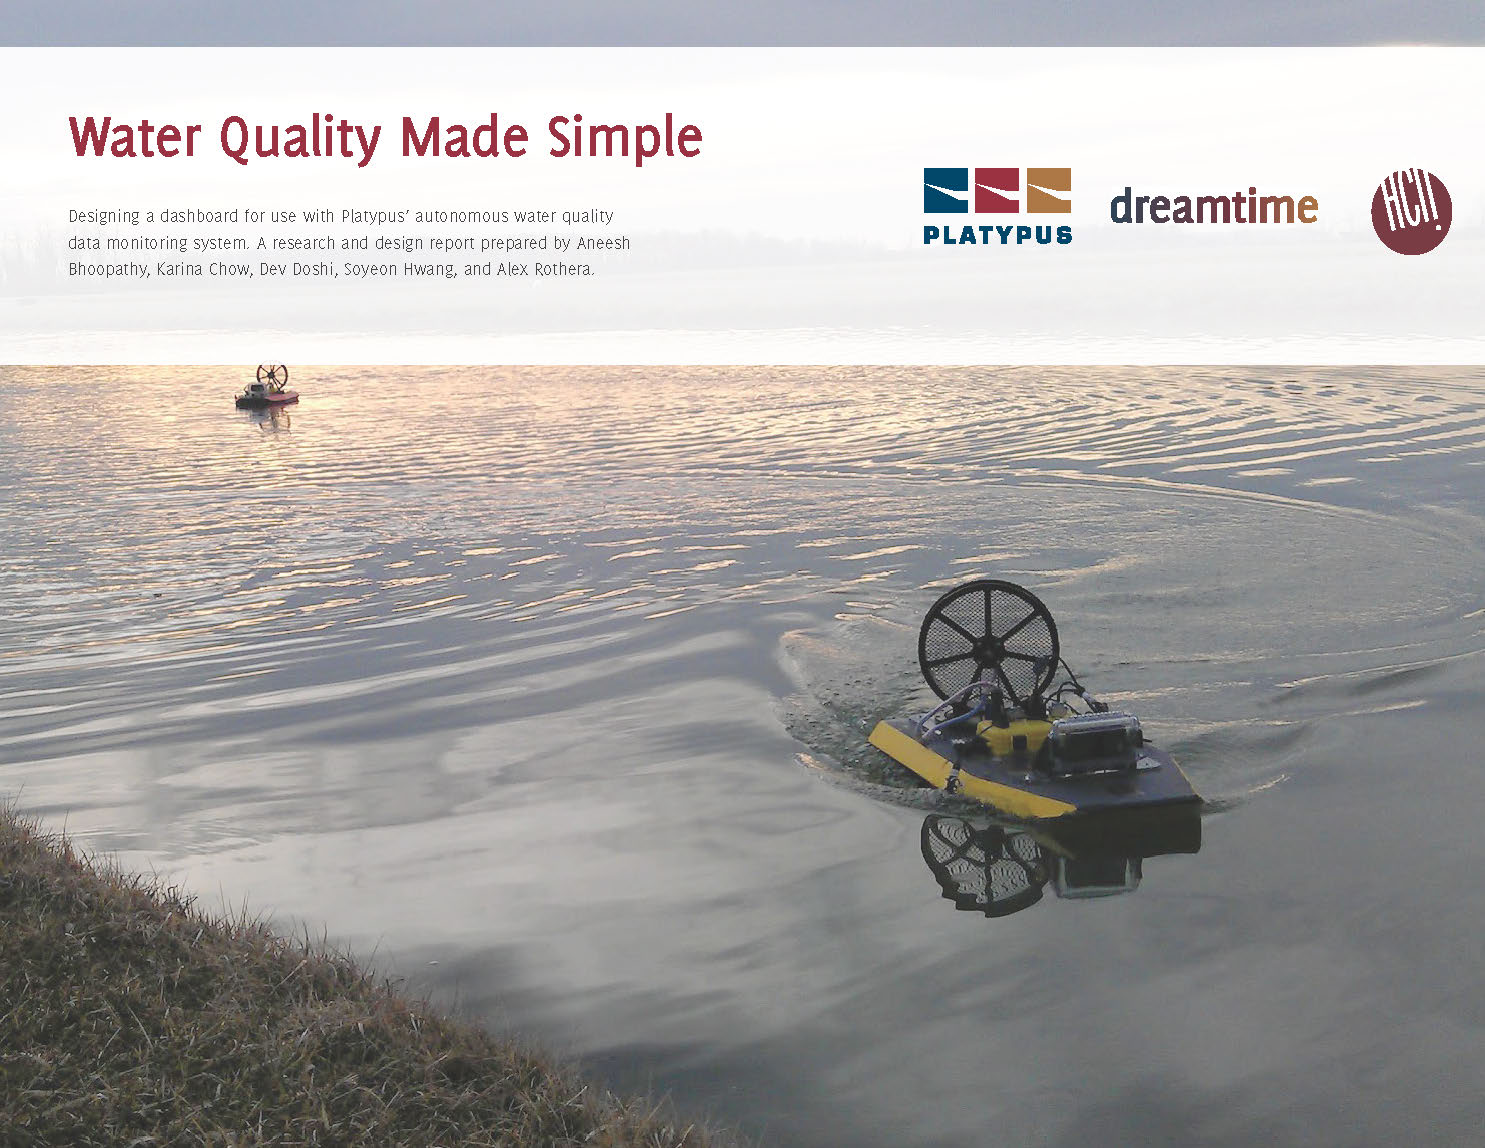 Water Quality Made Simple
Designing a dashboard for use with Platypus’ autonomous water quality
data monitoring system. A research and design report prepared by Aneesh
Bhoopathy, Karina Chow, Dev Doshi, Soyeon Hwang, and Alex Rothera.
PLATYPUS
dreamtime
HCII